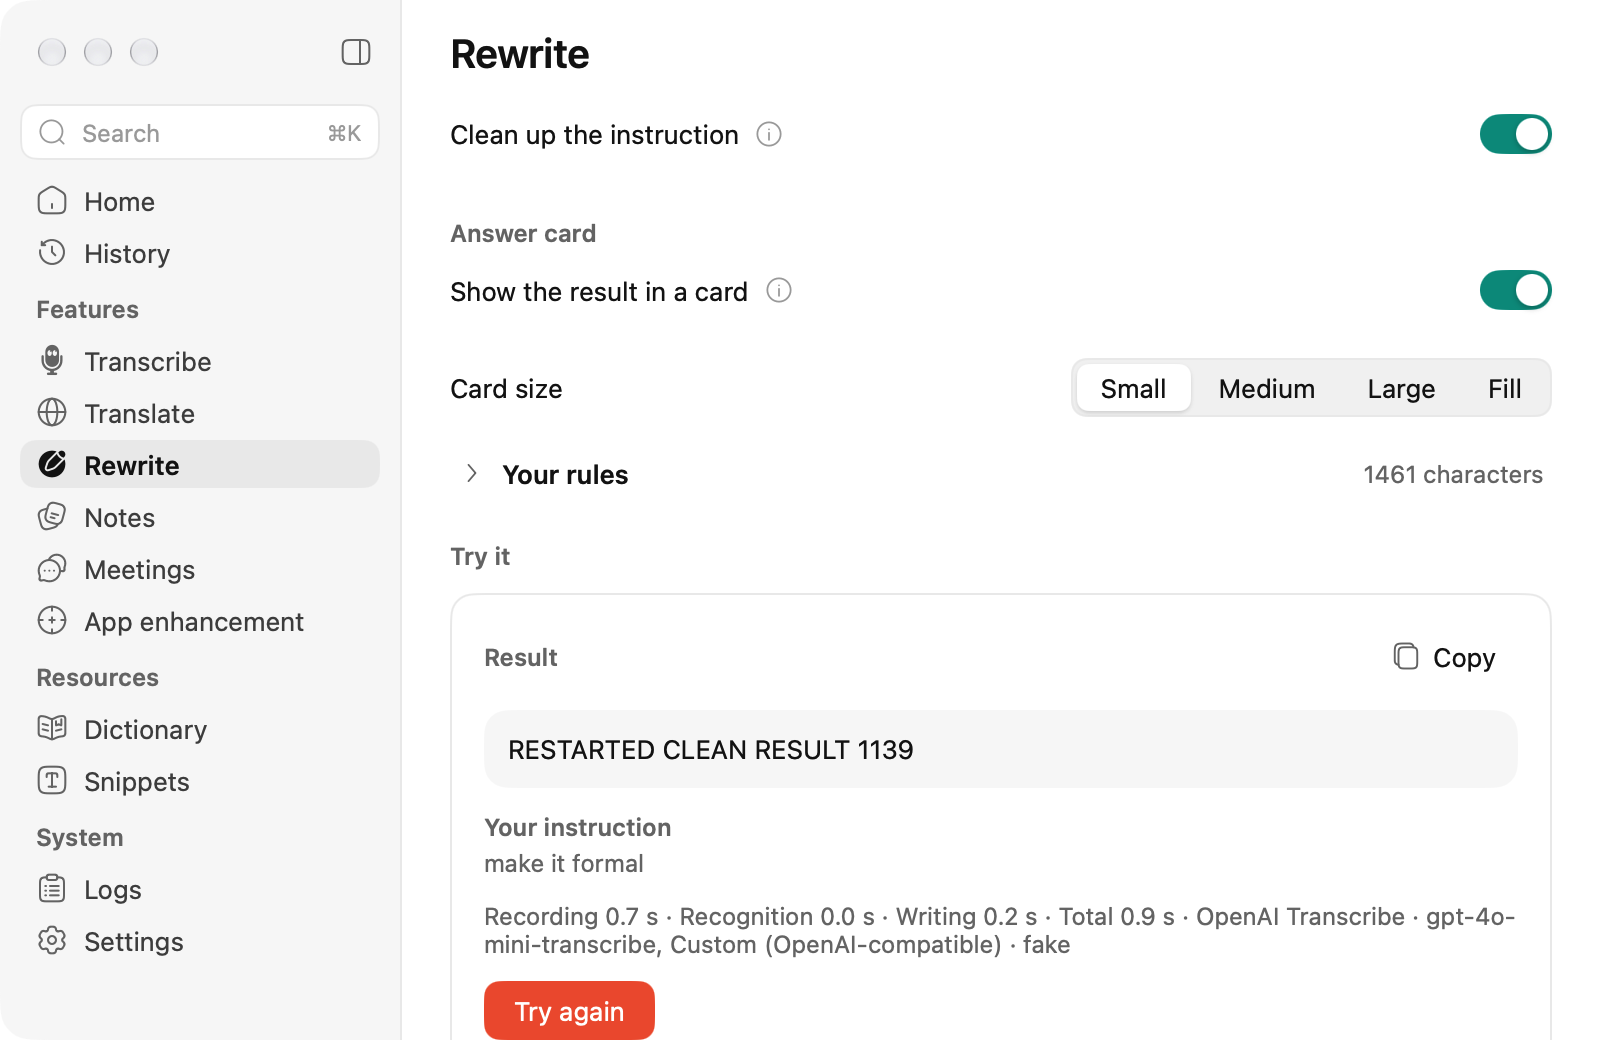 Search ⌘K
Home
History
Features
Transcribe
Translate
Rewrite
Notes
Meetings
App enhancement
Resources
Dictionary
Snippets
System
Logs
Settings
Rewrite
Clean up the instruction
Answer card
Show the result in a card
Card size Small Medium Large Fill
Your rules 1461 characters
Try it
Result Copy
RESTARTED CLEAN RESULT 1139
Your instruction
make it formal
Recording 0.7 s · Recognition 0.0 s · Writing 0.2 s · Total 0.9 s · OpenAI Transcribe · gpt-4o-
mini-transcribe, Custom (OpenAI-compatible) · fake
Try again